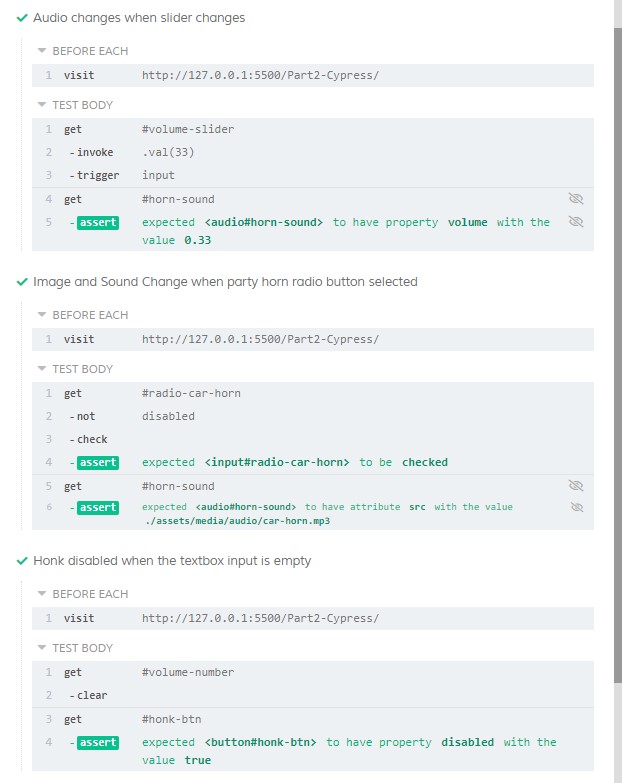 Audio changes when slider changes
BEFORE EACH
1 visit http://127.0.0.1:5500/Part2-Cypress/
TEST BODY
1 get #volume-slider
2 -invoke .val(33)
3 -trigger input
4 get #horn-sound
5 -assert expected <audio#horn-sound> to have property volume with the
value 0.33
Image and Sound Change when party horn radio button selected
BEFORE EACH
1 visit http://127.0.0.1:5500/Part2-Cypress/
TEST BODY
1 get #radio-car-horn
2 -not disabled
3 -check
4 -assert expected <input#radio-car-horn> to be checked
5 get #horn-sound
6 -assert expected <audio#horn-sound> to have attribute src with the value
./assets/media/audio/car-horn.mp3
Honk disabled when the textbox input is empty
BEFORE EACH
1 visit http://127.0.0.1:5500/Part2-Cypress/
TEST BODY
1 get #volume-number
2 -clear
3 get #honk-btn
4 -assert expected <button#honk-btn> to have property disabled with the
value true